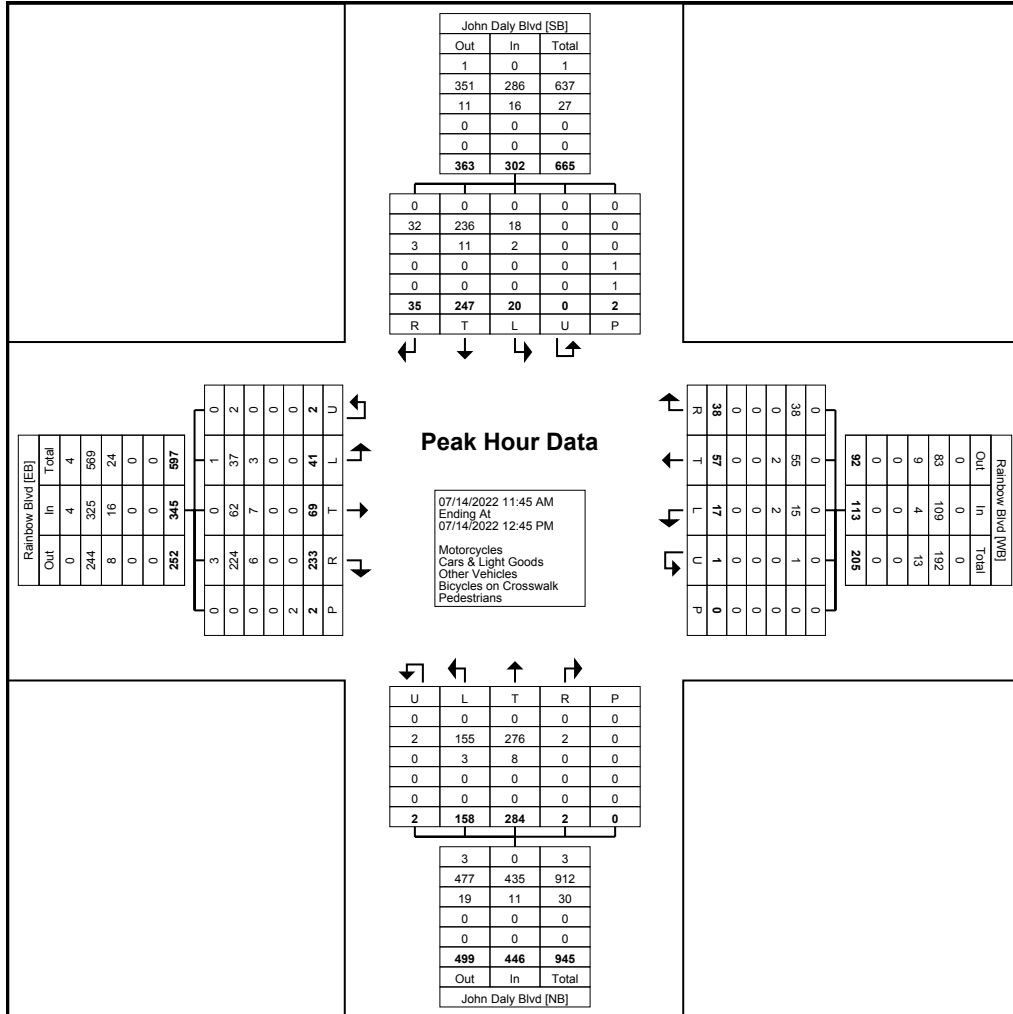 John Daly Blvd [SB]
Out In Total
1 0 1
351 286 637
11 16 27
0 0 0
0 0 0
363 302 665
0 0 0 0 0
32 236 18 0 0
3 11 2 0 0
0 0 0 0 1
0 0 0 0 1
35 247 20 0 2
R T L U P
Rainbow Blvd [EB]
Total 4 569 24 0 0 597
In 4 325 16 0 0 345
Out 0 244 8 0 0 252
0 2 0 0 0 2 U
1 37 3 0 0 41 L
0 62 7 0 0 69 T
3 224 6 0 0 233 R
0 0 0 0 2 2 P
Peak Hour Data
07/14/2022 11:45 AM
Ending At
07/14/2022 12:45 PM
Motorcycles
Cars & Light Goods
Other Vehicles
Bicycles on Crosswalk
Pedestrians
R 38 0 0 0 38 0
T 57 0 0 2 55 0
L 17 0 0 2 15 0
U 1 0 0 0 1 0
P 0 0 0 0 0 0
Rainbow Blvd [WB]
Out 0 83 9 0 0 92
In 0 109 4 0 0 113
Total 0 192 13 0 0 205
U L T R P
0 0 0 0 0
2 155 276 2 0
0 3 8 0 0
0 0 0 0 0
0 0 0 0 0
2 158 284 2 0
3 0 3
477 435 912
19 11 30
0 0 0
0 0 0
499 446 945
Out In Total
John Daly Blvd [NB]